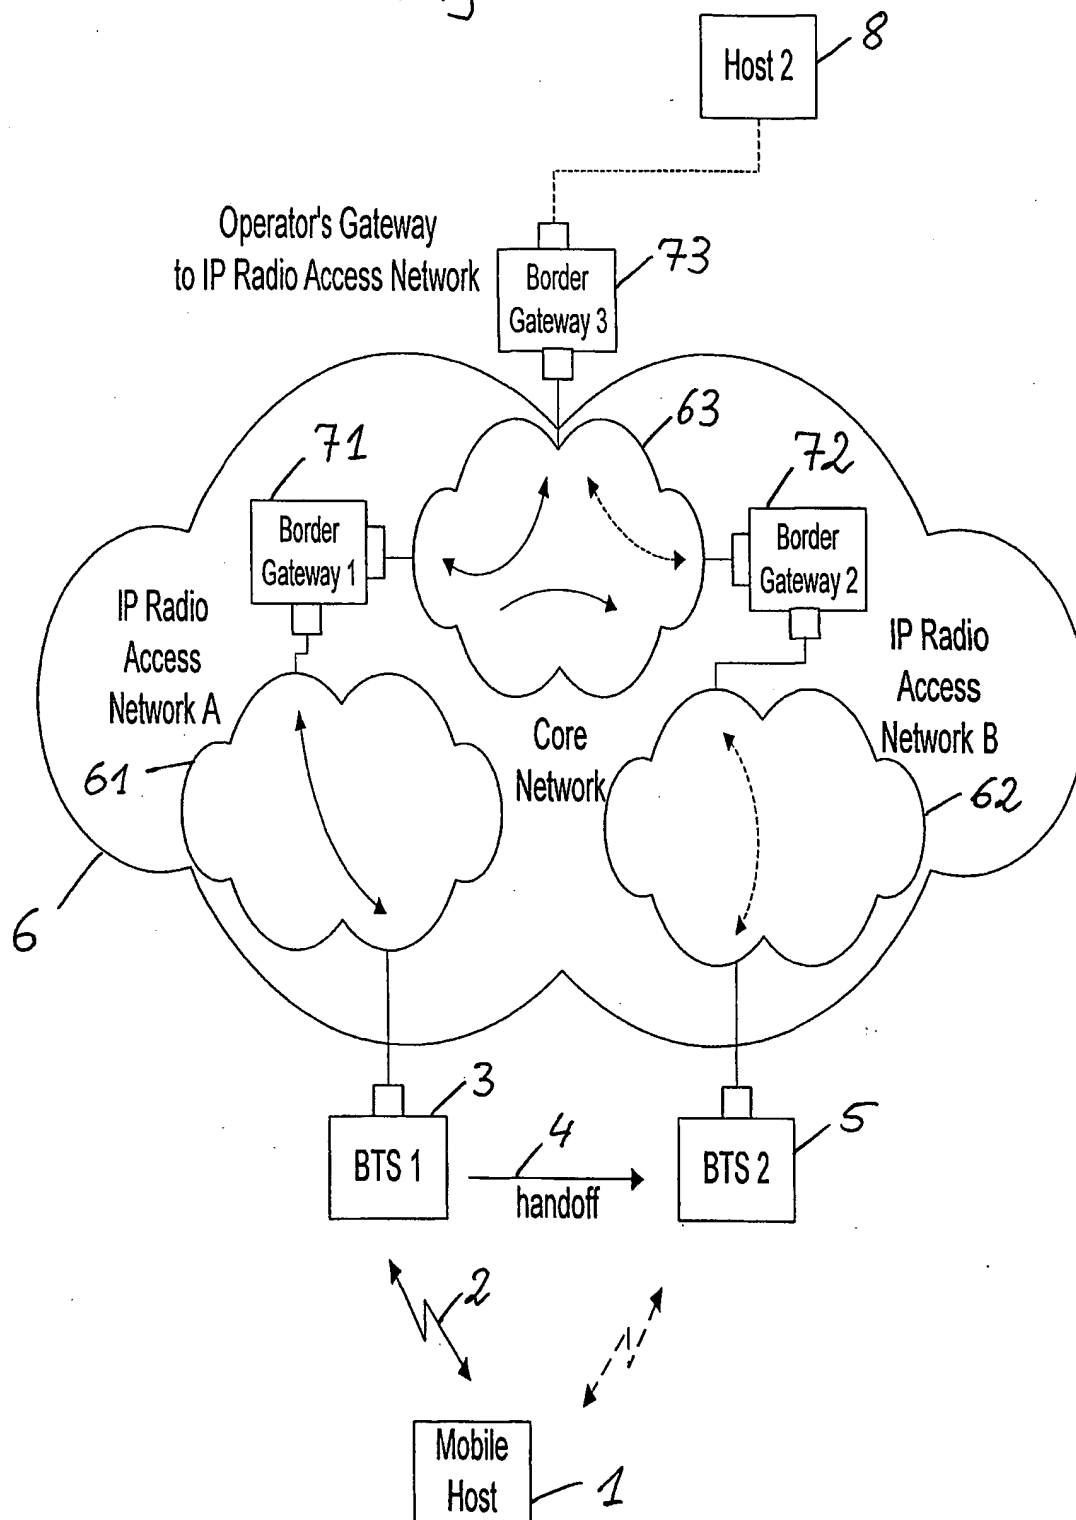 8
Host 2
Operator's Gateway
to IP Radio Access Network
73
Border
Gateway 3
63
71
72
Border
Gateway 1
Border
Gateway 2
IP Radio
Access
Network A
IP Radio
Access
Network B
Core
Network
61
62
6
3
4
5
BTS 1
handoff
BTS 2
2
Mobile
Host
1